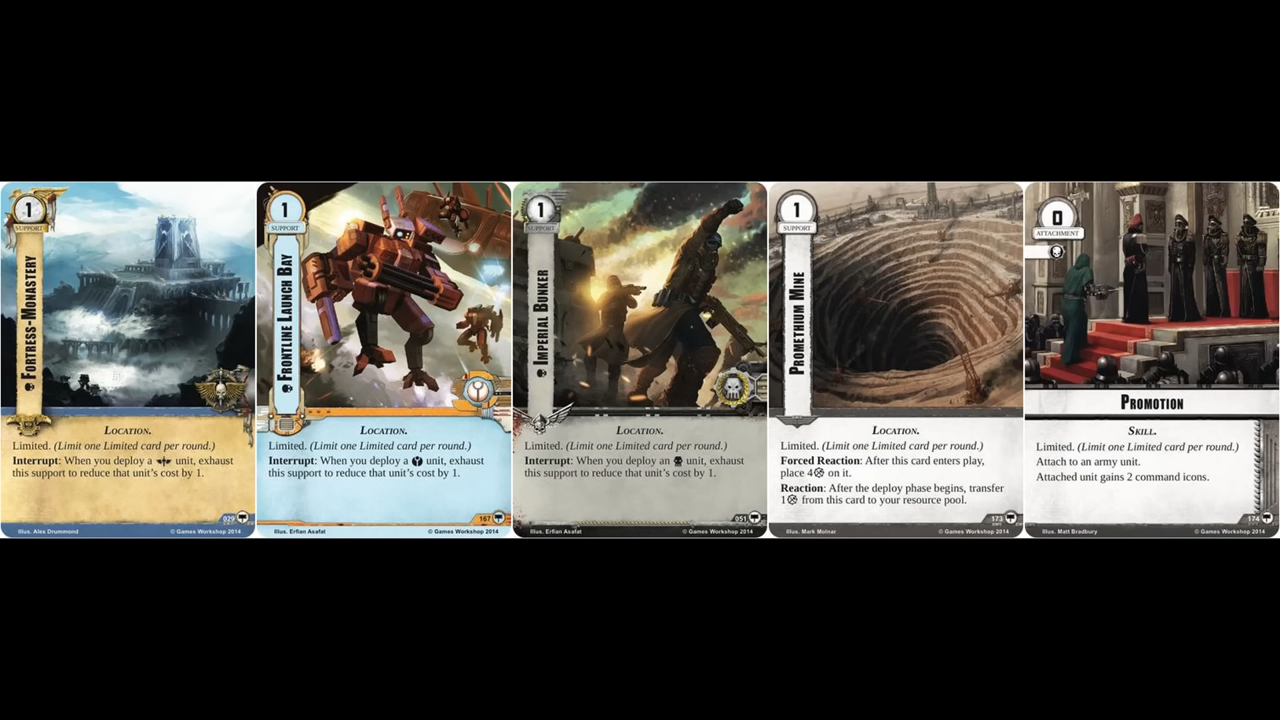 1
SUPPORT
FORTRESS-MONASTERY
LOCATION.
Limited. (Limit one Limited card per round.)
Interrupt: When you deploy a unit, exhaust
this support to reduce that unit's cost by 1.
029
Illus. Alex Drummond © Games Workshop 2014
1
SUPPORT
FRONTLINE LAUNCH BAY
LOCATION.
Limited. (Limit one Limited card per round.)
Interrupt: When you deploy a unit, exhaust
this support to reduce that unit's cost by 1.
167
Illus. Erfian Asafat © Games Workshop 2014
1
SUPPORT
IMPERIAL BUNKER
LOCATION.
Limited. (Limit one Limited card per round.)
Interrupt: When you deploy an unit, exhaust
this support to reduce that unit's cost by 1.
051
Illus. Erfian Asafat © Games Workshop 2014
1
SUPPORT
PROMETHIUM MINE
LOCATION.
Limited. (Limit one Limited card per round.)
Forced Reaction: After this card enters play,
place 4 on it.
Reaction: After the deploy phase begins, transfer
1 from this card to your resource pool.
173
Illus. Mark Molnar © Games Workshop 2014
0
ATTACHMENT
PROMOTION
SKILL.
Limited. (Limit one Limited card per round.)
Attach to an army unit.
Attached unit gains 2 command icons.
174
Illus. Matt Bradbury © Games Workshop 2014